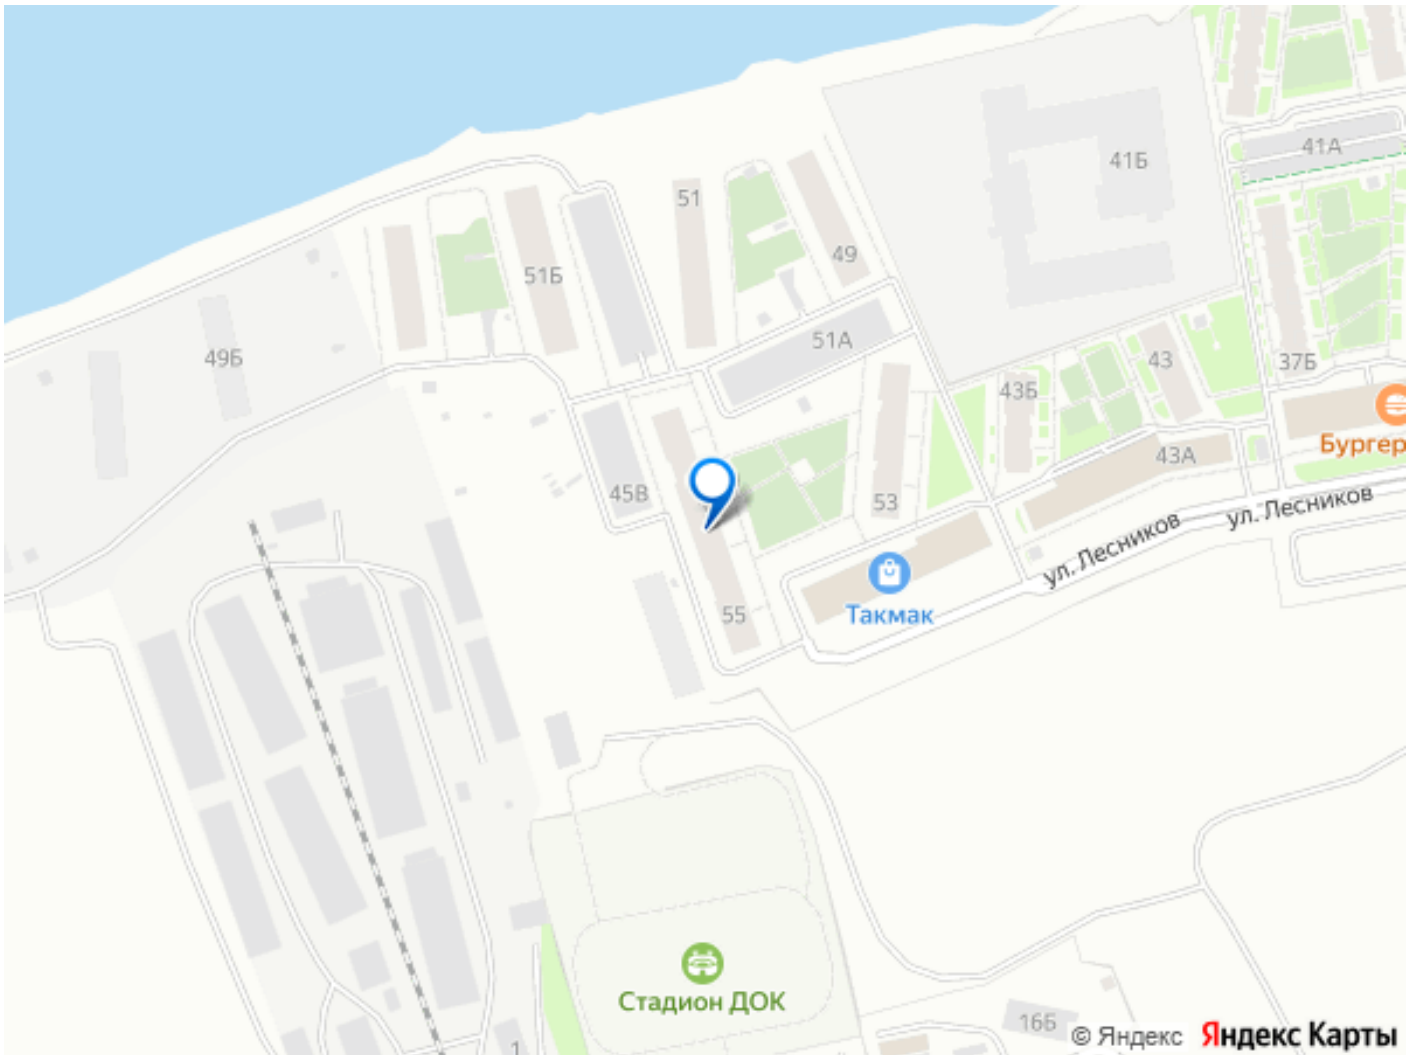 41А
41Б
51
49
51Б
51А
49Б
43
37Б
43Б
Бургер
43А
45В
53
ул. Лесников
ул. Лесников
Такмак
55
Стадион ДОК
16Б
1
© Яндекс Яндекс Карты